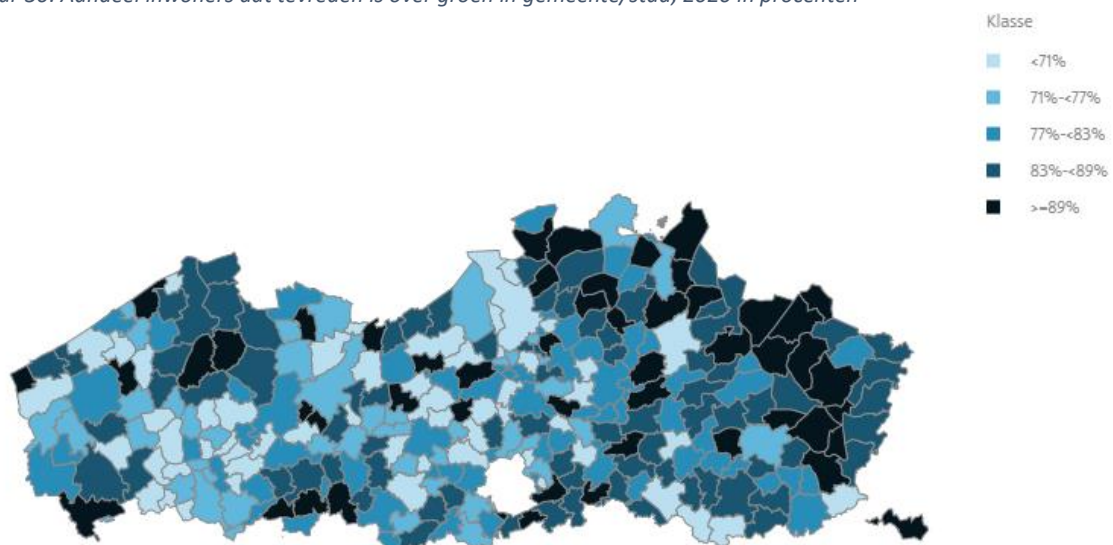 30. Aandeel inwoners dat tevreden is over groen in gemeente/stad, 2020 in procenten
Klasse
<71%
71%-<77%
77%-<83%
83%-<89%
>=89%